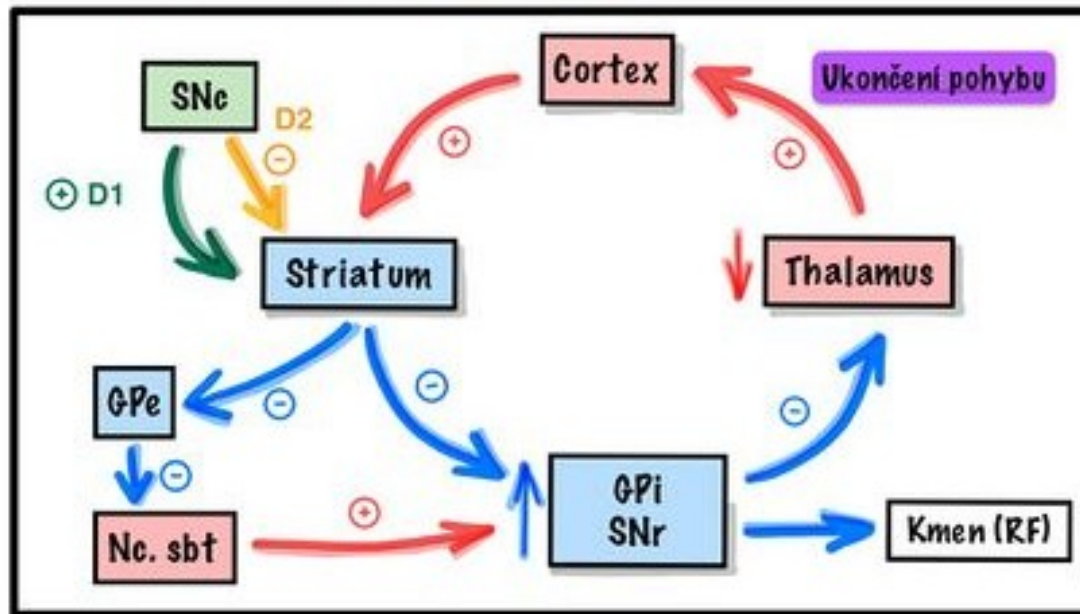 Cortex
Ukončení pohybu
SNc
D2
−
+
+
+ D1
Striatum
Thalamus
GPe
−
−
−
−
GPi
SNr
+
Nc. sbt
Kmen (RF)